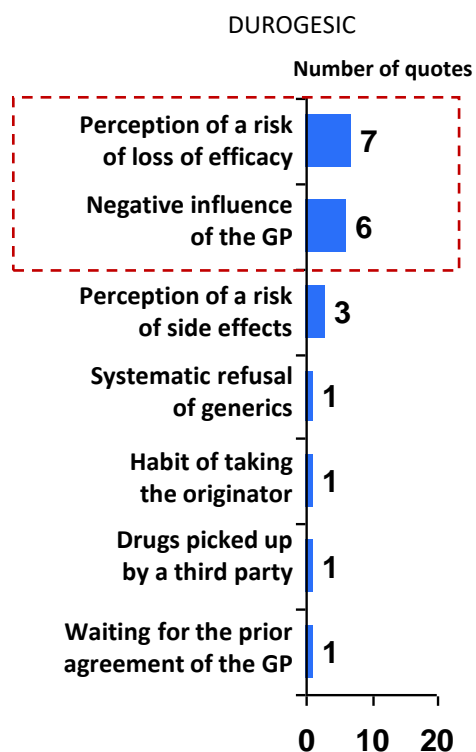 DUROGESIC
Number of quotes
Perception of a risk
of loss of efficacy
7
Negative influence
of the GP
6
Perception of a risk
of side effects
3
Systematic refusal
of generics
1
Habit of taking
the originator
1
Drugs picked up
by a third party
1
Waiting for the prior
agreement of the GP
1
0 10 20